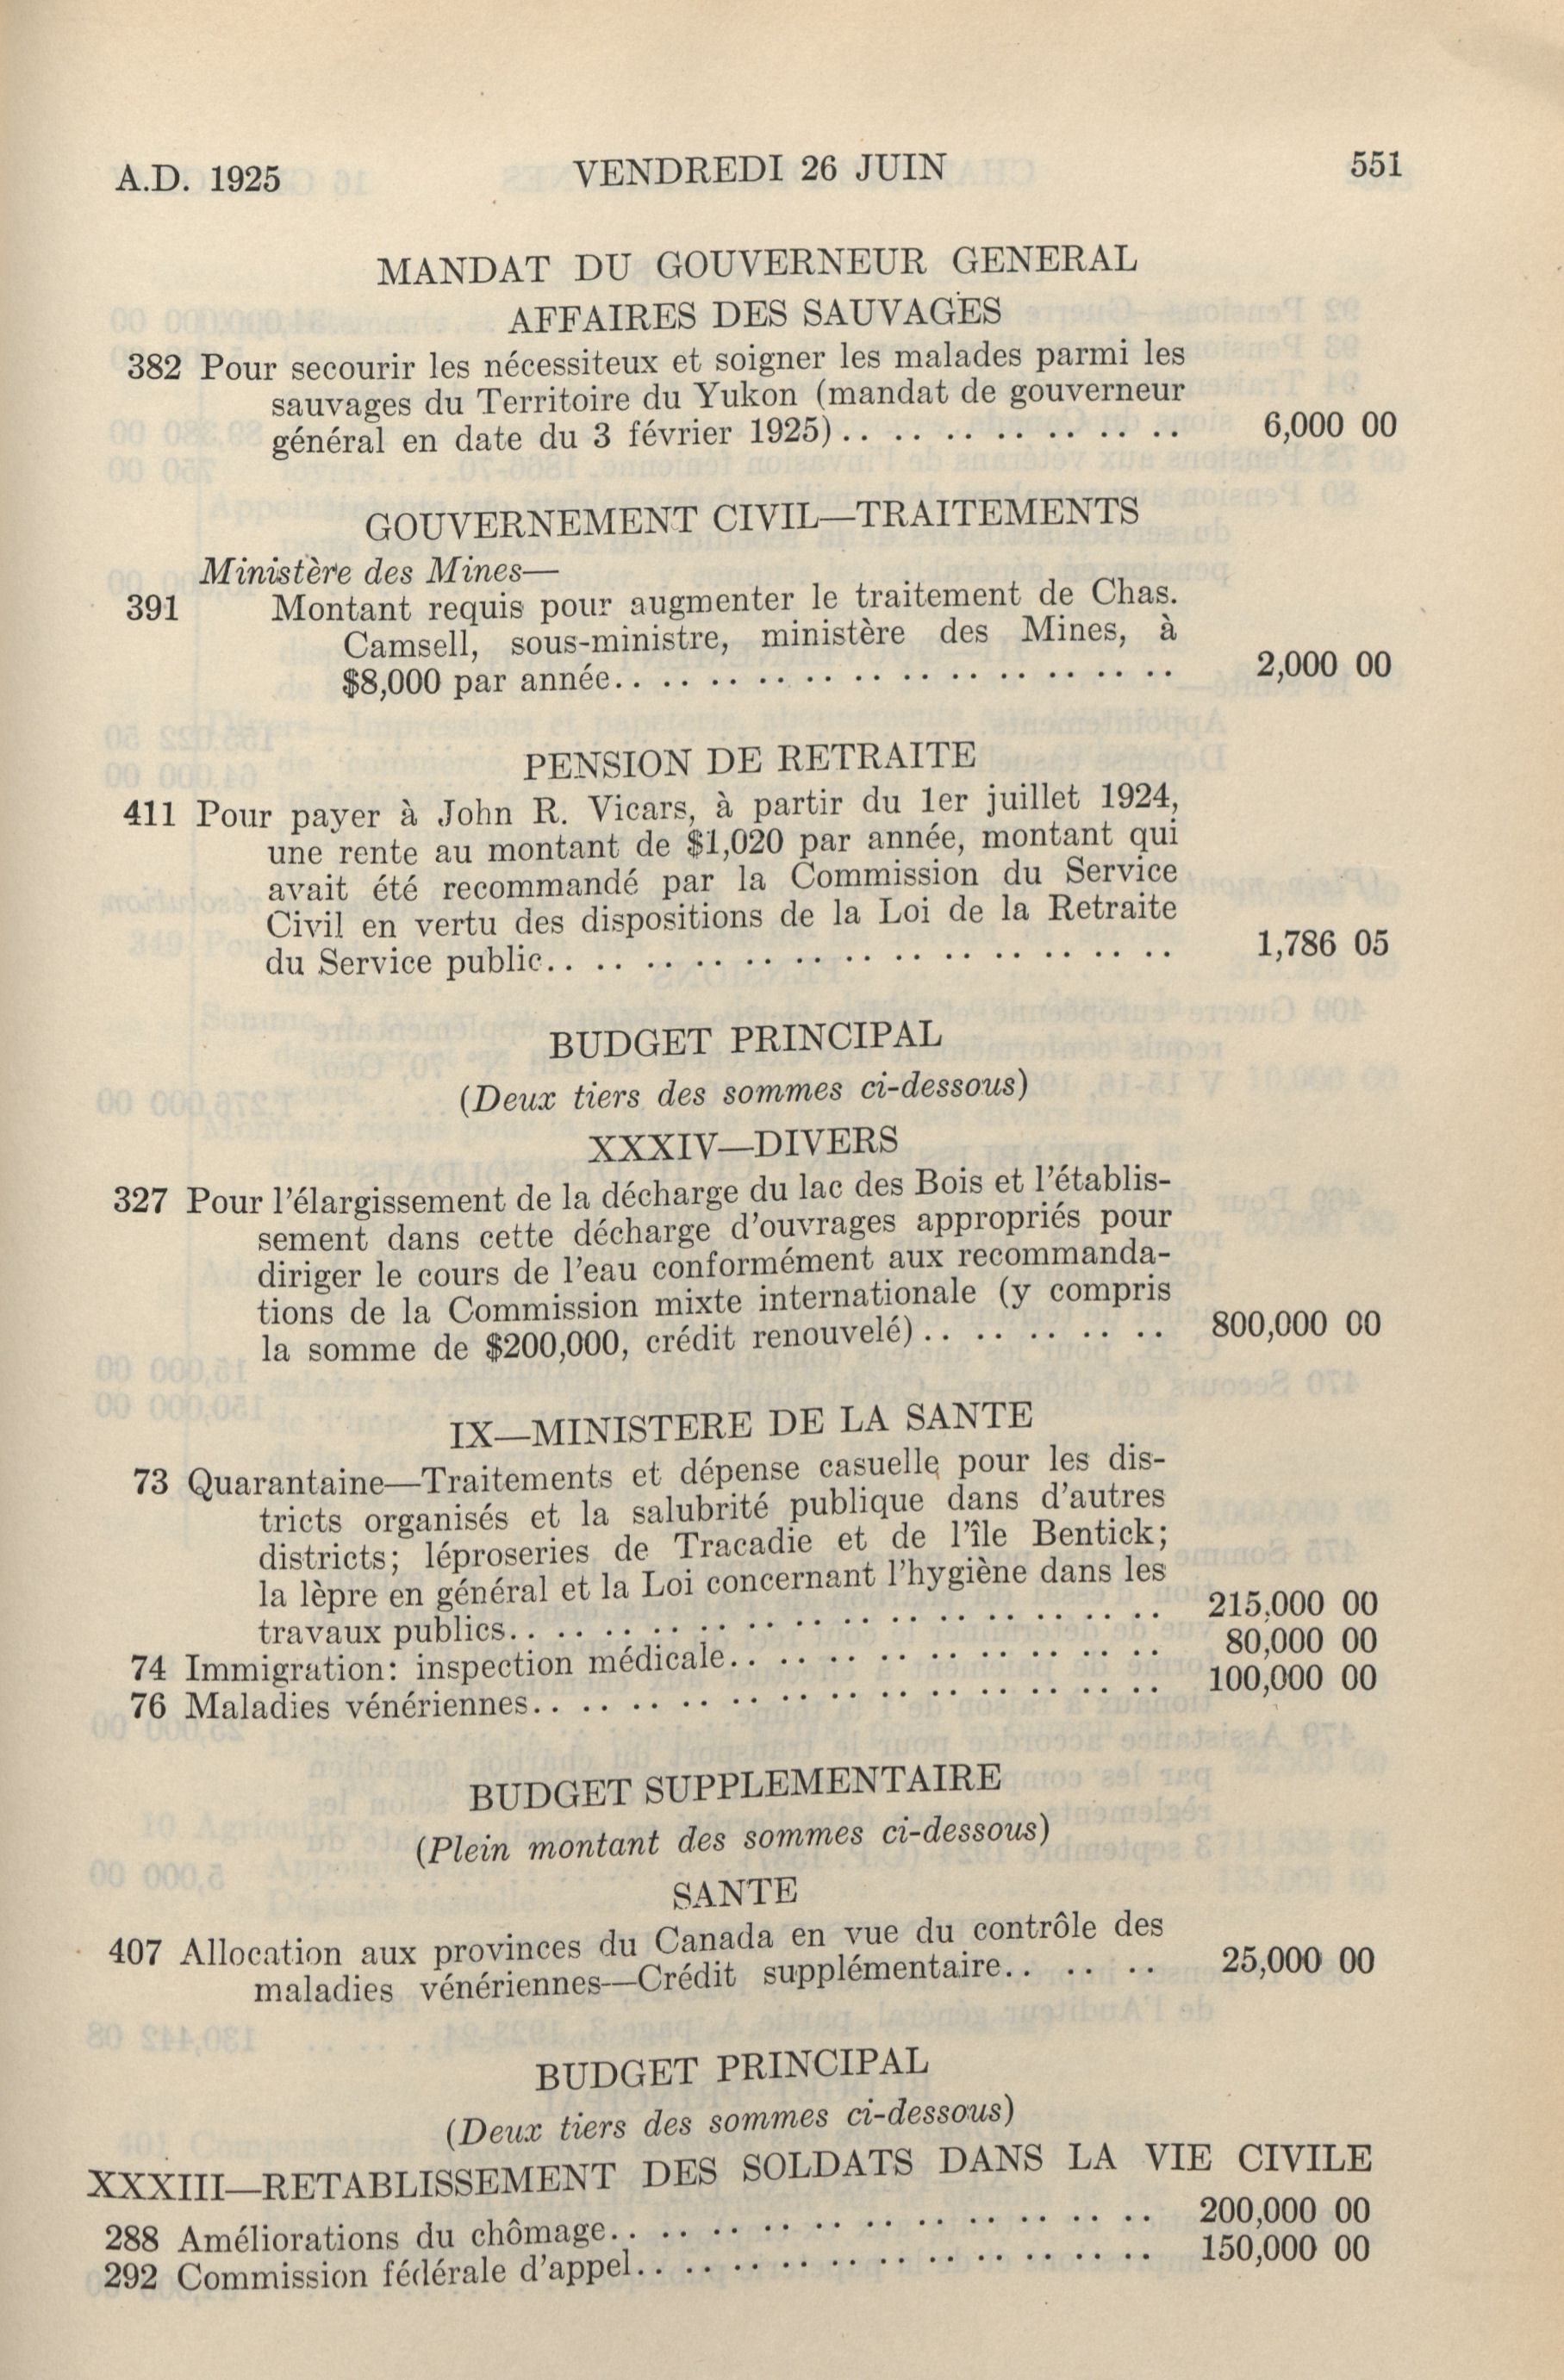 A.D. 1925 VENDREDI 26 JUIN 551
MANDAT DU GOUVERNEUR GENERAL
AFFAIRES DES SAUVAGES
382 Pour secourir les nécessiteux et soigner les malades parmi les
sauvages du Territoire du Yukon (mandat de gouverneur
général en date du 3 février 1925).. .. .. .. .. .. .. 6,000 00
GOUVERNEMENT CIVIL—TRAITEMENTS
Ministère des Mines—
391 Montant requis pour augmenter le traitement de Chas.
Camsell, sous-ministre, ministère des Mines, à
$8,000 par année.. .. .. .. .. .. .. .. .. .. .. .. 2,000 00
PENSION DE RETRAITE
411 Pour payer à John R. Vicars, à partir du 1er juillet 1924,
une rente au montant de $1,020 par année, montant qui
avait été recommandé par la Commission du Service
Civil en vertu des dispositions de la Loi de la Retraite
du Service public.. .. .. .. .. .. .. .. .. .. .. .. .. 1,786 05
BUDGET PRINCIPAL
(Deux tiers des sommes ci-dessous)
XXXIV—DIVERS
327 Pour l'élargissement de la décharge du lac des Bois et l'établis-
sement dans cette décharge d'ouvrages appropriés pour
diriger le cours de l'eau conformément aux recommanda-
tions de la Commission mixte internationale (y compris
la somme de $200,000, crédit renouvelé).. .. .. .. .. 800,000 00
IX—MINISTERE DE LA SANTE
73 Quarantaine—Traitements et dépense casuelle pour les dis-
tricts organisés et la salubrité publique dans d'autres
districts; léproseries de Tracadie et de l'île Bentick;
la lèpre en général et la Loi concernant l'hygiène dans les
travaux publics.. .. .. .. .. .. .. .. .. .. .. .. .. .. 215,000 00
74 Immigration: inspection médicale.. .. .. .. .. .. .. .. .. 80,000 00
76 Maladies vénériennes.. .. .. .. .. .. .. .. .. .. .. .. .. 100,000 00
BUDGET SUPPLEMENTAIRE
(Plein montant des sommes ci-dessous)
SANTE
407 Allocation aux provinces du Canada en vue du contrôle des
maladies vénériennes—Crédit supplémentaire.. .. .. 25,000 00
BUDGET PRINCIPAL
(Deux tiers des sommes ci-dessous)
XXXIII—RETABLISSEMENT DES SOLDATS DANS LA VIE CIVILE
288 Améliorations du chômage.. .. .. .. .. .. .. .. .. .. .. 200,000 00
292 Commission fédérale d'appel.. .. .. .. .. .. .. .. .. .. .. 150,000 00